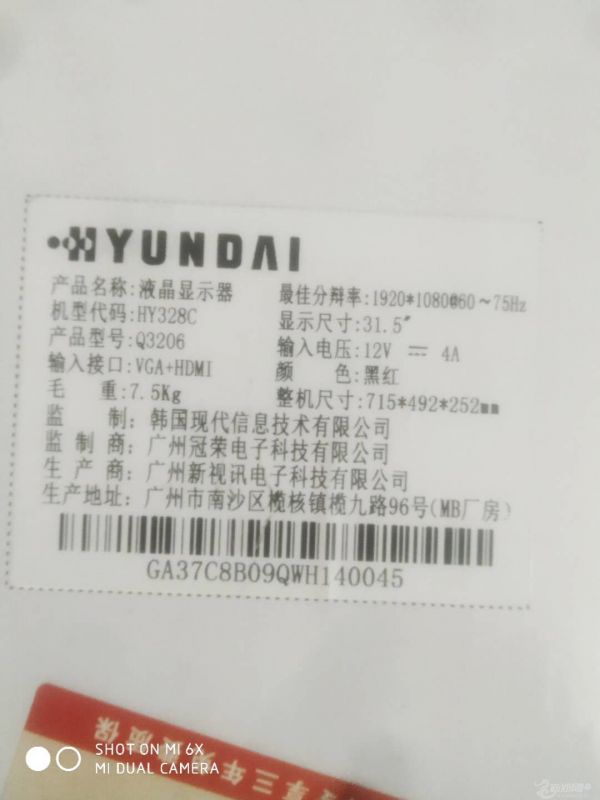 HYUNDAI
产品名称:液晶显示器
最佳分辩率:1920*1080@60~75Hz
机型代码:HY328C
显示尺寸:31.5"
产品型号:Q3206
输入电压:12V ⎓ 4A
输入接口:VGA+HDMI
颜 色:黑红
毛 重:7.5Kg
整机尺寸:715*492*252mm
监 制:韩国现代信息技术有限公司
监 制 商:广州冠荣电子科技有限公司
生 产 商:广州新视讯电子科技有限公司
生产地址:广州市南沙区榄核镇榄九路96号(MB厂房)
GA37C8B09QWH140045
质保
享三年
SHOT ON MI 6X
MI DUAL CAMERA